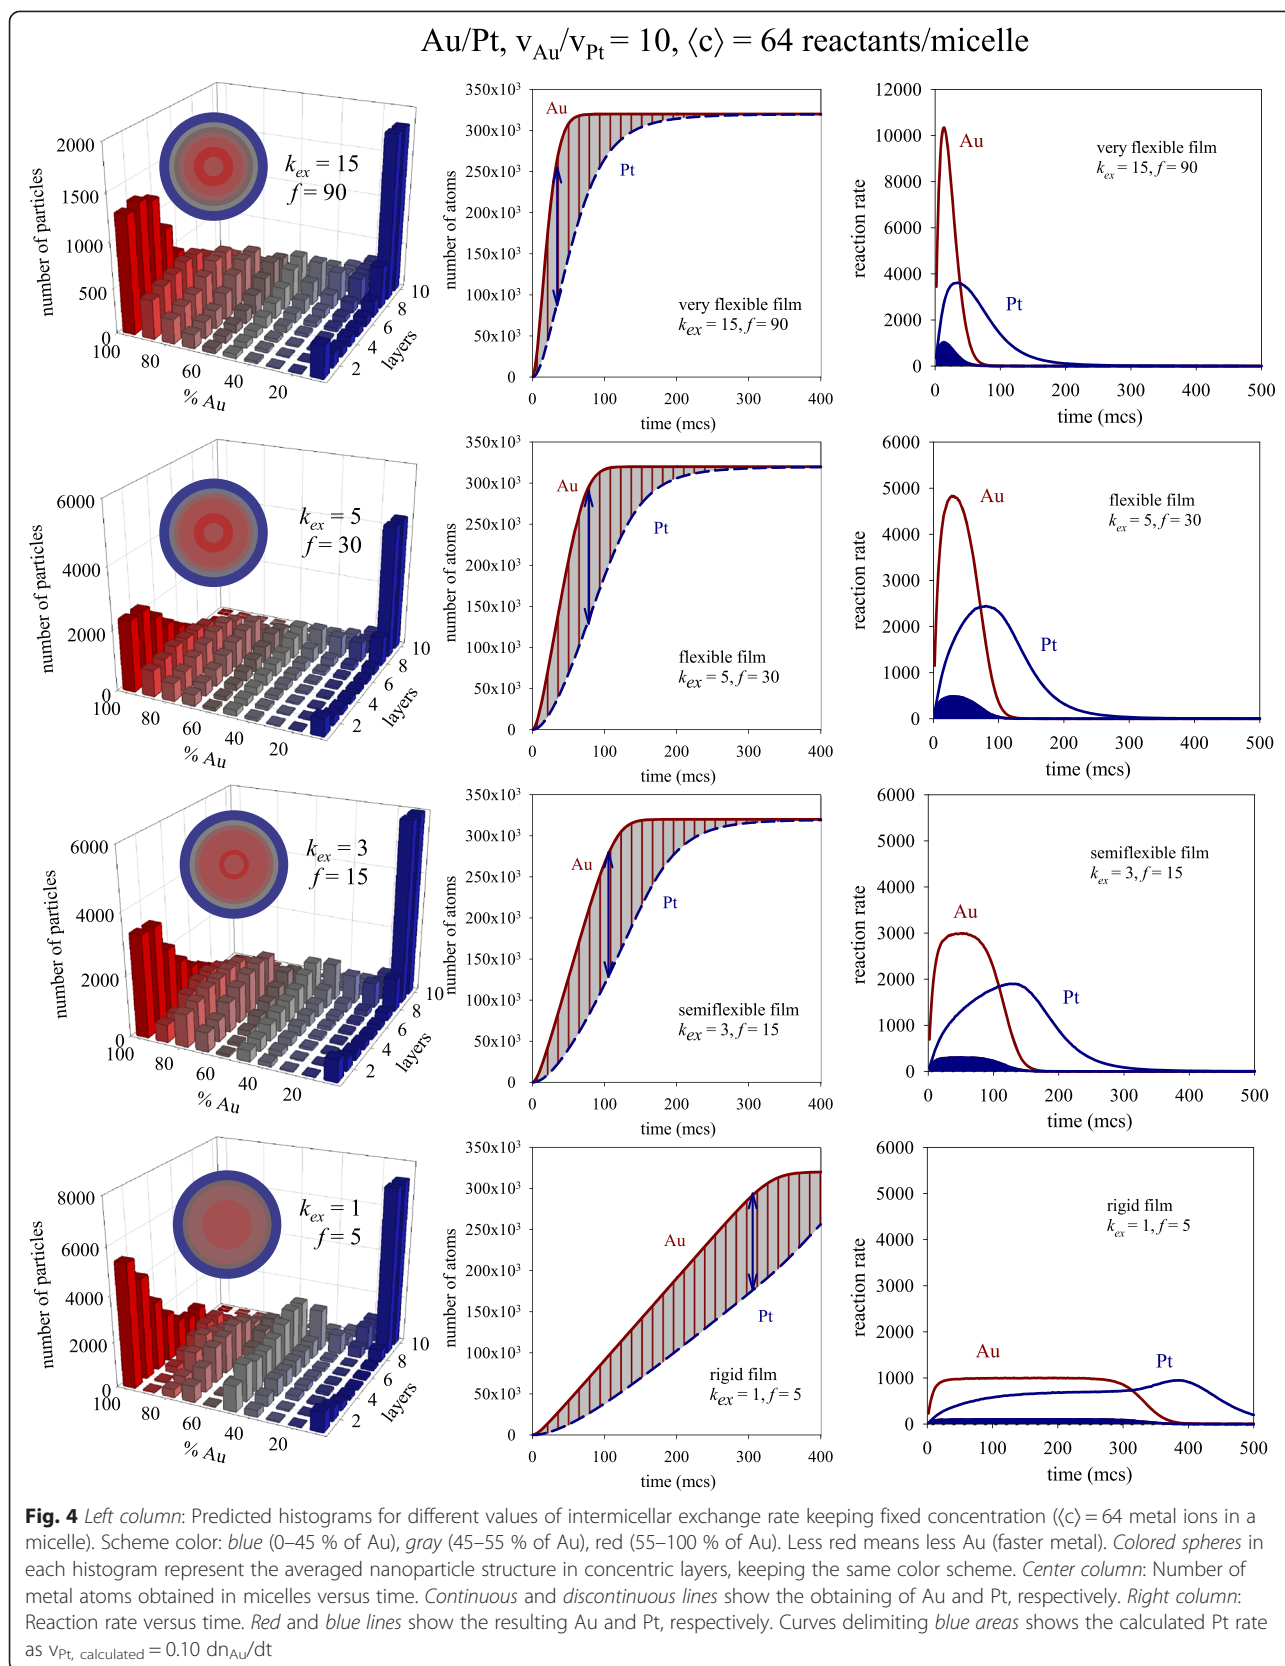 Au/Pt, vAu/vPt = 10, ⟨c⟩ = 64 reactants/micelle
number of particles
2000
1500
1000
500
0
100
80
60
40
20
% Au
2
4
6
8
10
layers
kex = 15
f = 90
number of atoms
350x10³
300x10³
250x10³
200x10³
150x10³
100x10³
50x10³
0
0 100 200 300 400
time (mcs)
Au
Pt
very flexible film
kex = 15, f = 90
reaction rate
12000
10000
8000
6000
4000
2000
0
0 100 200 300 400 500
time (mcs)
Au
Pt
very flexible film
kex = 15, f = 90
number of particles
6000
4000
2000
0
100
80
60
40
20
% Au
2
4
6
8
10
layers
kex = 5
f = 30
number of atoms
350x10³
300x10³
250x10³
200x10³
150x10³
100x10³
50x10³
0
0 100 200 300 400
time (mcs)
Au
Pt
flexible film
kex = 5, f = 30
reaction rate
6000
5000
4000
3000
2000
1000
0
0 100 200 300 400 500
time (mcs)
Au
Pt
flexible film
kex = 5, f = 30
number of particles
6000
4000
2000
0
100
80
60
40
20
% Au
2
4
6
8
10
layers
kex = 3
f = 15
number of atoms
350x10³
300x10³
250x10³
200x10³
150x10³
100x10³
50x10³
0
0 100 200 300 400
time (mcs)
Au
Pt
semiflexible film
kex = 3, f = 15
reaction rate
6000
5000
4000
3000
2000
1000
0
0 100 200 300 400 500
time (mcs)
Au
Pt
semiflexible film
kex = 3, f = 15
number of particles
8000
6000
4000
2000
0
100
80
60
40
20
% Au
2
4
6
8
10
layers
kex = 1
f = 5
number of atoms
350x10³
300x10³
250x10³
200x10³
150x10³
100x10³
50x10³
0
0 100 200 300 400
time (mcs)
Au
Pt
rigid film
kex = 1, f = 5
reaction rate
6000
5000
4000
3000
2000
1000
0
0 100 200 300 400 500
time (mcs)
Au
Pt
rigid film
kex = 1, f = 5
Fig. 4 Left column: Predicted histograms for different values of intermicellar exchange rate keeping fixed concentration (⟨c⟩ = 64 metal ions in a
micelle). Scheme color: blue (0–45 % of Au), gray (45–55 % of Au), red (55–100 % of Au). Less red means less Au (faster metal). Colored spheres in
each histogram represent the averaged nanoparticle structure in concentric layers, keeping the same color scheme. Center column: Number of
metal atoms obtained in micelles versus time. Continuous and discontinuous lines show the obtaining of Au and Pt, respectively. Right column:
Reaction rate versus time. Red and blue lines show the resulting Au and Pt, respectively. Curves delimiting blue areas shows the calculated Pt rate
as vPt, calculated = 0.10 dnAu/dt